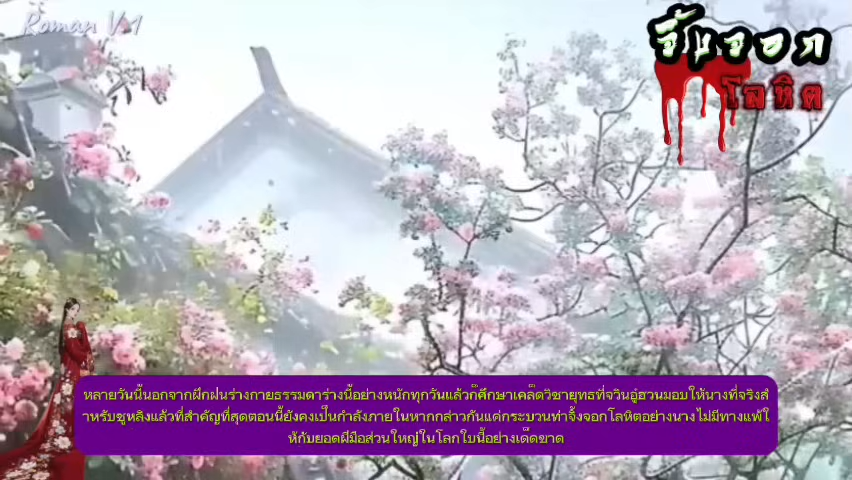 Roman V.1
จิ้งจอก
โลหิต
หลายวันนี้นอกจากฝึกฝนร่างกายธรรมดาร่างนี้อย่างหนักทุกวันแล้วก็ศึกษาเคล็ดวิชายุทธที่จวินอู๋ฮวนมอบให้นางที่จริงสำ
หรับซูหลิงแล้วที่สำคัญที่สุดตอนนี้ยังคงเป็นกำลังภายในหากกล่าวกันแค่กระบวนท่าจิ้งจอกโลหิตอย่างนางไม่มีทางแพ้ใ
ห้กับยอดฝีมือส่วนใหญ่ในโลกใบนี้อย่างเด็ดขาด